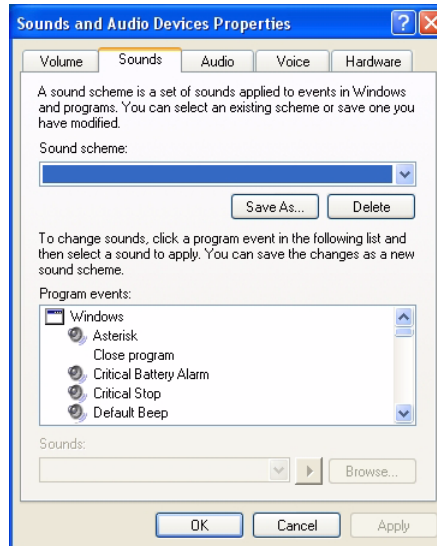 Sounds and Audio Devices Properties
Volume Sounds Audio Voice Hardware
A sound scheme is a set of sounds applied to events in Windows
and programs. You can select an existing scheme or save one you
have modified.
Sound scheme:
Save As... Delete
To change sounds, click a program event in the following list and
then select a sound to apply. You can save the changes as a new
sound scheme.
Program events:
Windows
Asterisk
Close program
Critical Battery Alarm
Critical Stop
Default Beep
Sounds:
Browse...
OK Cancel Apply